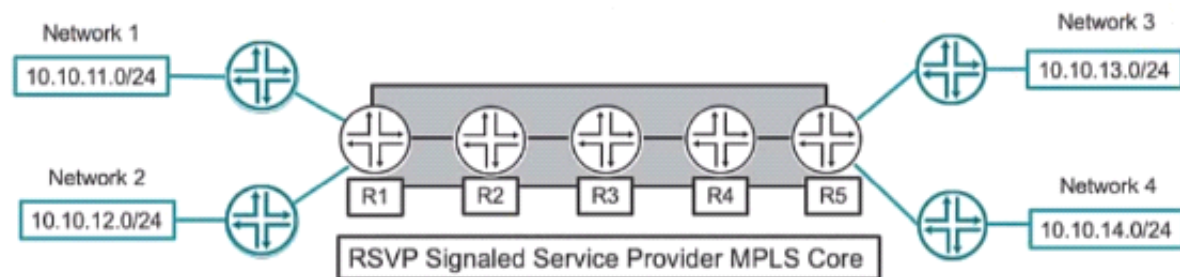 Network 1
10.10.11.0/24
Network 2
10.10.12.0/24
R1
R2
R3
R4
R5
RSVP Signaled Service Provider MPLS Core
Network 3
10.10.13.0/24
Network 4
10.10.14.0/24